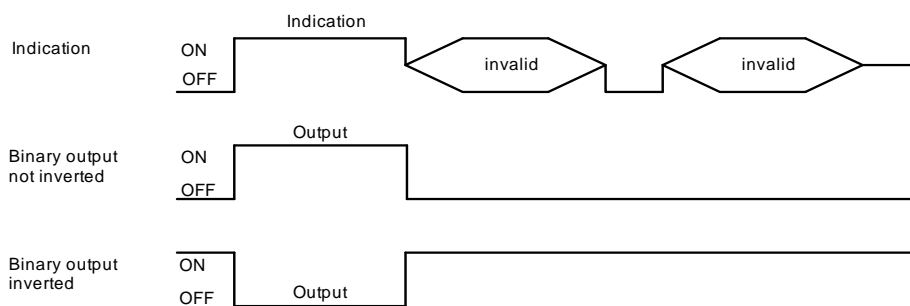 Indication
Indication
ON
OFF
invalid
invalid
Output
Binary output
not inverted
ON
OFF
Binary output
inverted
ON
OFF
Output